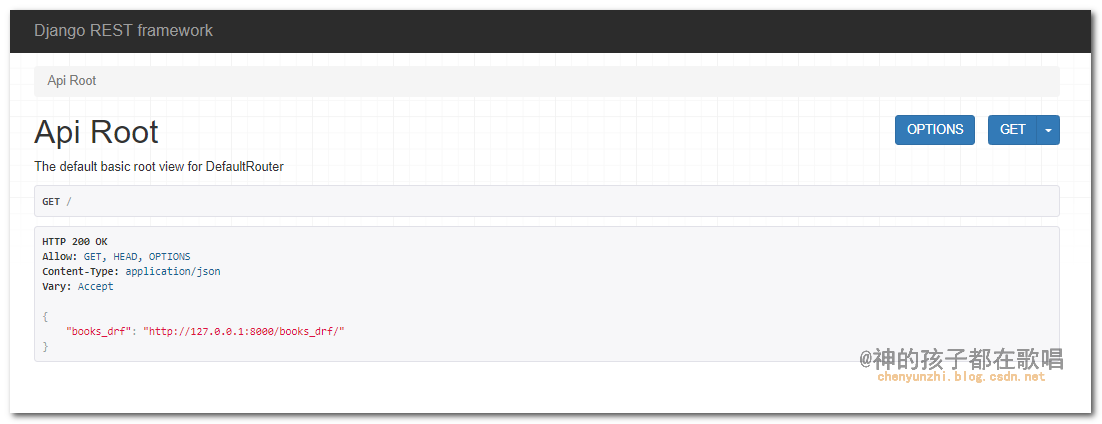 Django REST framework
Api Root
Api Root
OPTIONS
GET
The default basic root view for DefaultRouter
GET /
HTTP 200 OK
Allow: GET, HEAD, OPTIONS
Content-Type: application/json
Vary: Accept
{
    "books_drf": "http://127.0.0.1:8000/books_drf/"
}
@神的孩子都在歌唱
chenyunzhi.blog.csdn.net